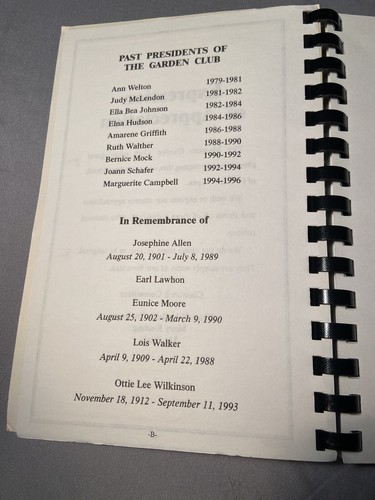 PAST PRESIDENTS OF
THE GARDEN CLUB
Ann Welton 1979-1981
Judy McLendon 1981-1982
Ella Bea Johnson 1982-1984
Elna Hudson 1984-1986
Amarene Griffith 1986-1988
Ruth Walther 1988-1990
Bernice Mock 1990-1992
Joann Schafer 1992-1994
Marguerite Campbell 1994-1996
In Remembrance of
Josephine Allen
August 20, 1901 - July 8, 1989
Earl Lawhon
Eunice Moore
August 25, 1902 - March 9, 1990
Lois Walker
April 9, 1909 - April 22, 1988
Ottie Lee Wilkinson
November 18, 1912 - September 11, 1993
-B-